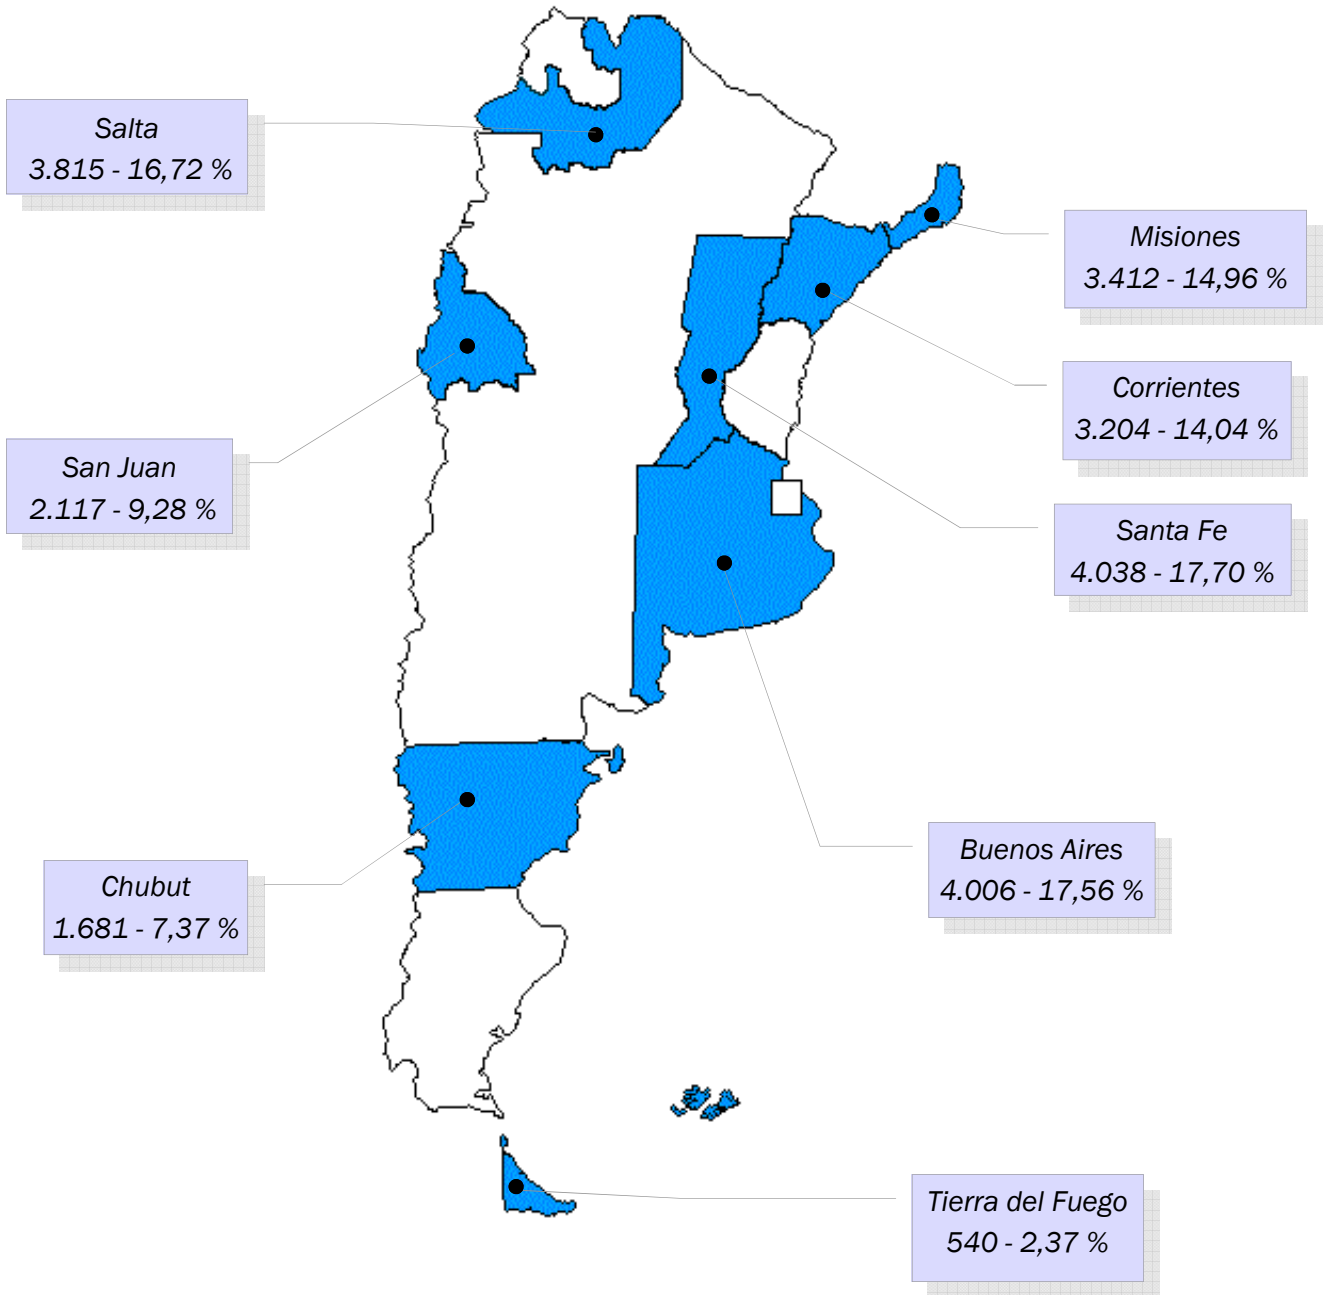 Salta
3.815 - 16,72 %
Misiones
3.412 - 14,96 %
Corrientes
3.204 - 14,04 %
San Juan
2.117 - 9,28 %
Santa Fe
4.038 - 17,70 %
Buenos Aires
4.006 - 17,56 %
Chubut
1.681 - 7,37 %
Tierra del Fuego
540 - 2,37 %